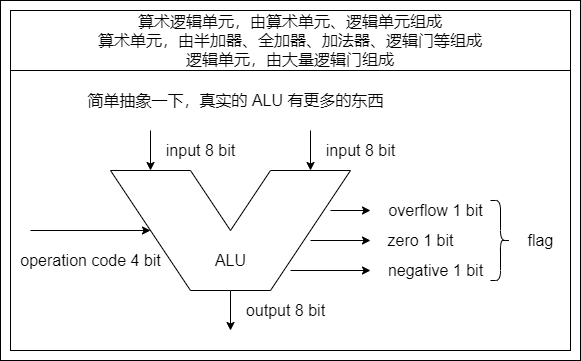 算术逻辑单元，由算术单元、逻辑单元组成
算术单元，由半加器、全加器、加法器、逻辑门等组成
逻辑单元，由大量逻辑门组成
简单抽象一下，真实的 ALU 有更多的东西
input 8 bit
input 8 bit
overflow 1 bit
zero 1 bit
flag
operation code 4 bit
ALU
negative 1 bit
output 8 bit